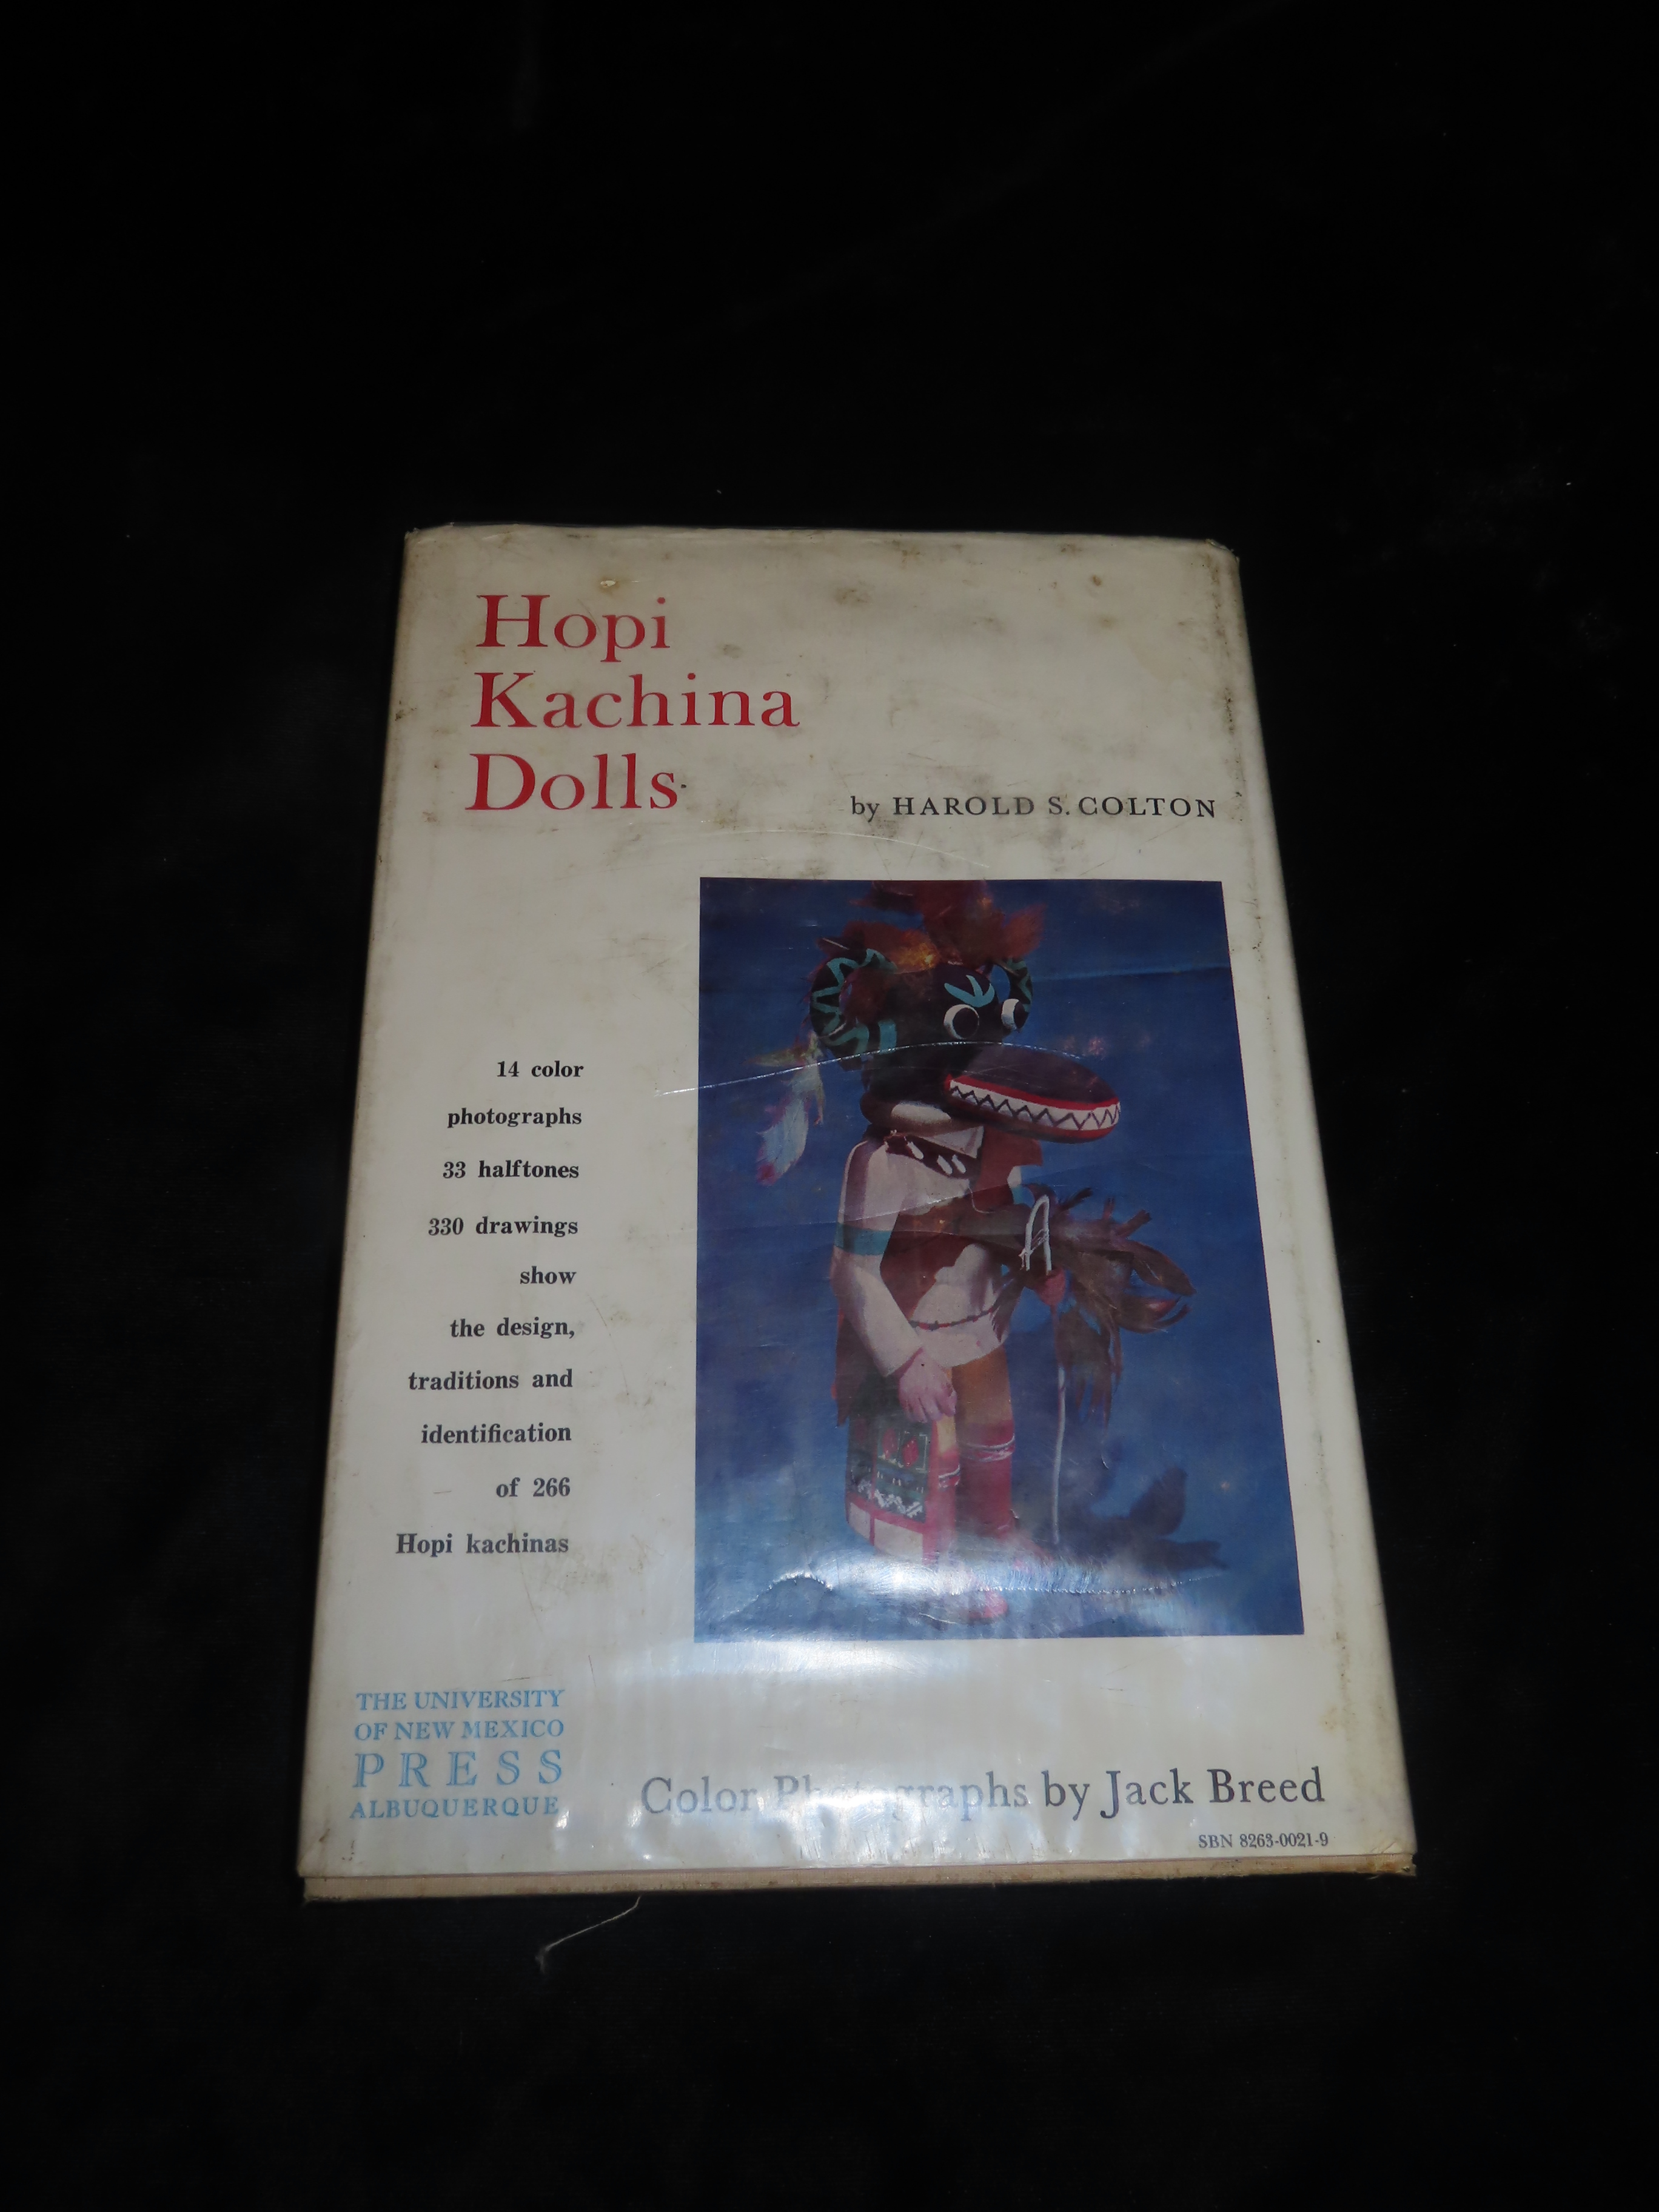 Hopi
Kachina
Dolls
by HAROLD S. COLTON
14 color
photographs
33 halftones
330 drawings
show
the design,
traditions and
identification
of 266
Hopi kachinas
THE UNIVERSITY
OF NEW MEXICO
PRESS
ALBUQUERQUE
Color Photographs by Jack Breed
SBN 8263-0021-9